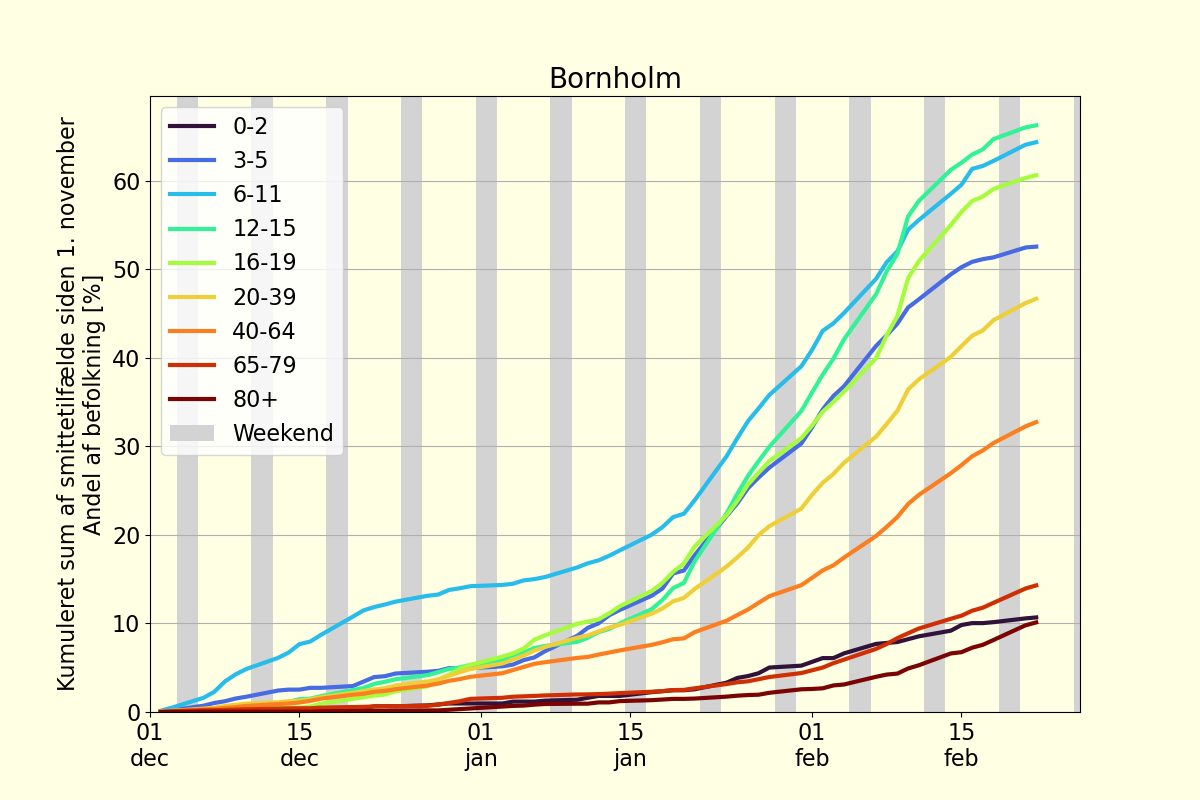 Bornholm
Kumuleret sum af smittetilfælde siden 1. november
Andel af befolkning [%]
60
50
40
30
20
10
0
0-2
3-5
6-11
12-15
16-19
20-39
40-64
65-79
80+
Weekend
01 15 01 15 01 15
dec dec jan jan feb feb